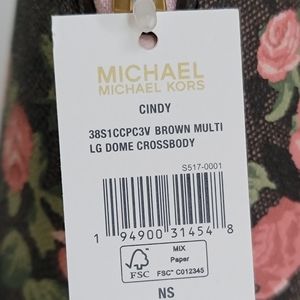 MICHAEL
MICHAEL KORS
CINDY
38S1CCPC3V BROWN MULTI
LG DOME CROSSBODY
S517-0001
1 94900 31454 8
FSC
MIX
Paper
FSC™ C012345
NS